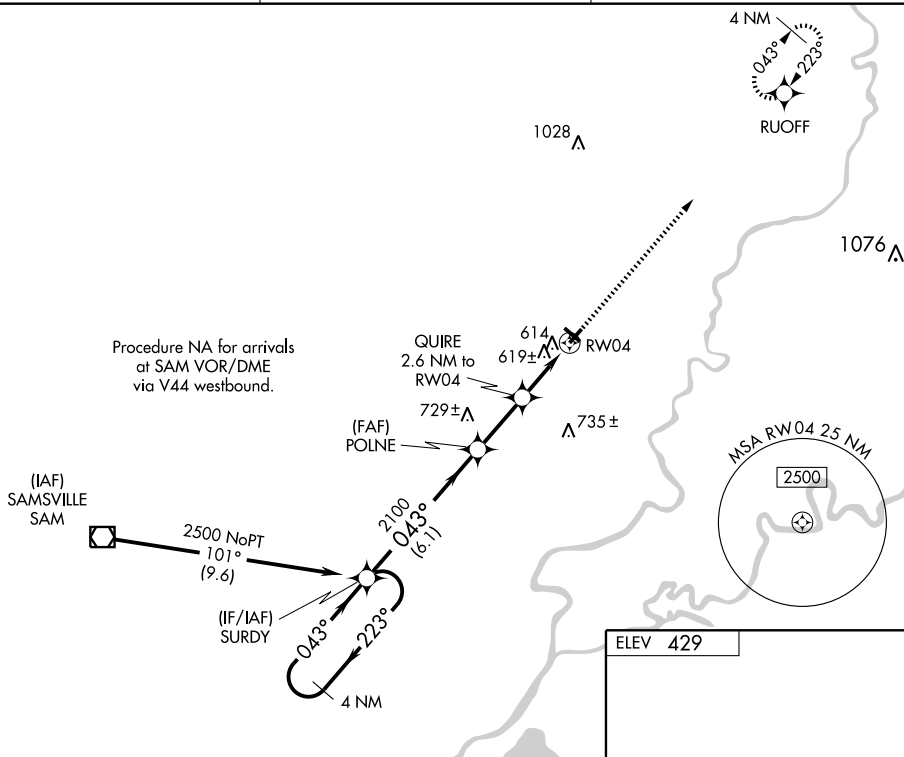 4 NM
043°
223°
RUOFF
1028
1076
Procedure NA for arrivals
at SAM VOR/DME
via V44 westbound.
QUIRE
2.6 NM to
RW04
614
619±
RW04
729±
735±
(FAF)
POLNE
MSA RW04 25 NM
2500
(IAF)
SAMSVILLE
SAM
2500 NoPT
101°
(9.6)
2100
043°
(6.1)
(IF/IAF)
SURDY
043°
223°
4 NM
ELEV 429